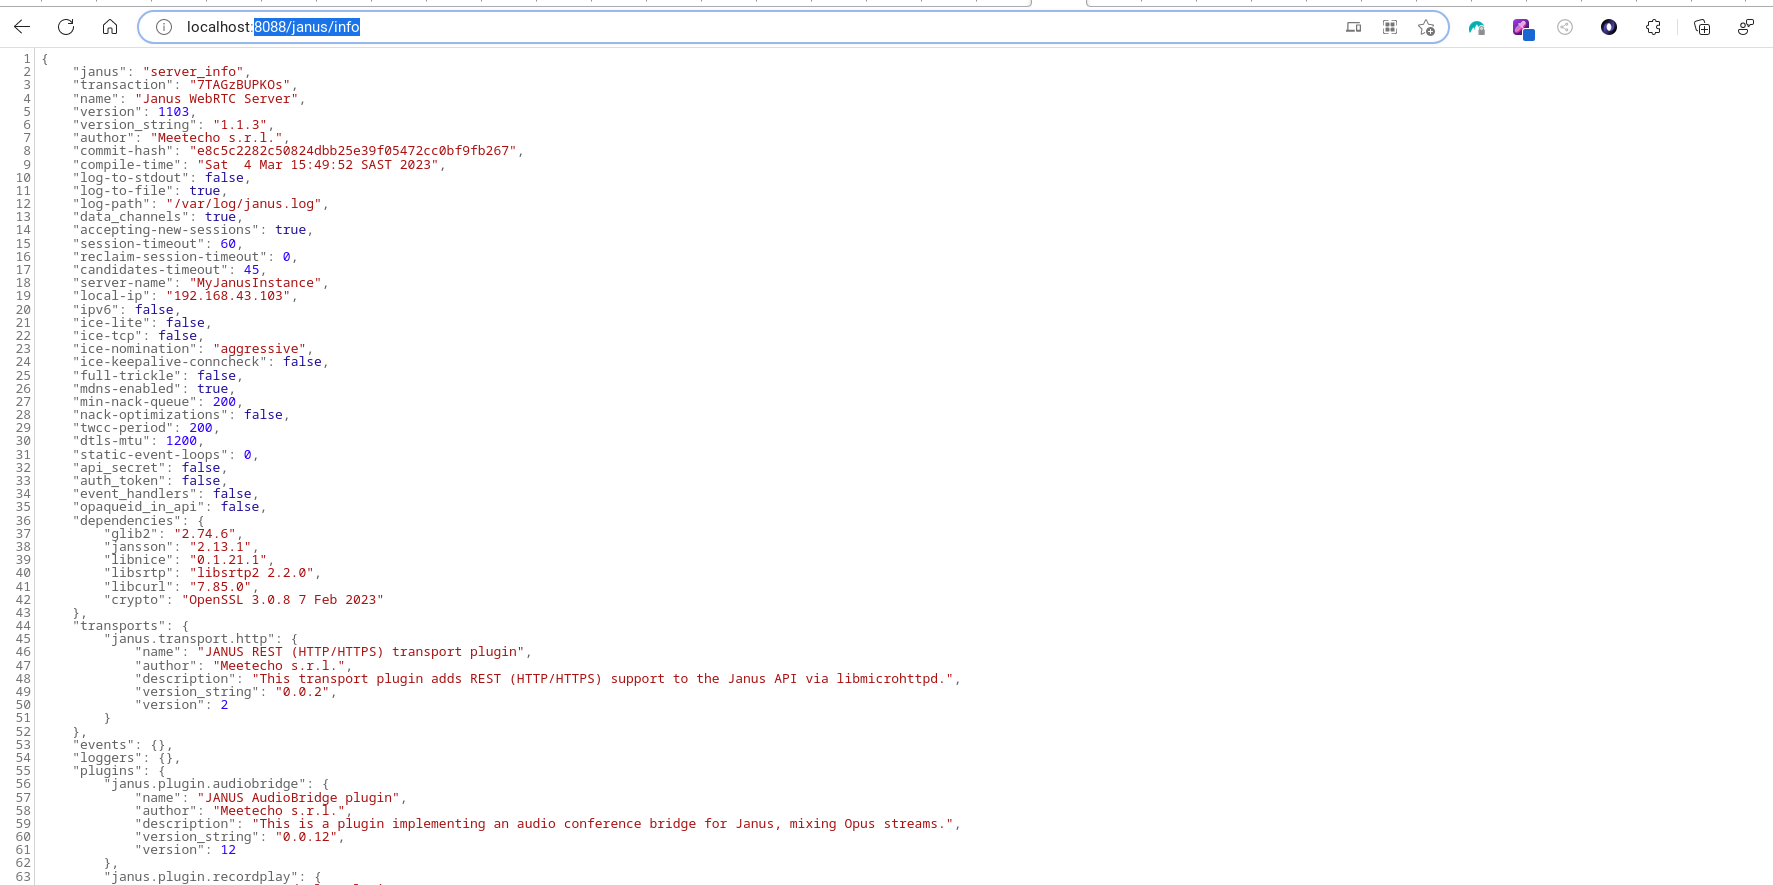 localhost:8088/janus/info
1 {
2     "janus": "server_info",
3     "transaction": "7TAGzBUPKOs",
4     "name": "Janus WebRTC Server",
5     "version": 1103,
6     "version_string": "1.1.3",
7     "author": "Meetecho s.r.l.",
8     "commit-hash": "e8c5c2282c50824dbb25e39f05472cc0bf9fb267",
9     "compile-time": "Sat  4 Mar 15:49:52 SAST 2023",
10     "log-to-stdout": false,
11     "log-to-file": true,
12     "log-path": "/var/log/janus.log",
13     "data_channels": true,
14     "accepting-new-sessions": true,
15     "session-timeout": 60,
16     "reclaim-session-timeout": 0,
17     "candidates-timeout": 45,
18     "server-name": "MyJanusInstance",
19     "local-ip": "192.168.43.103",
20     "ipv6": false,
21     "ice-lite": false,
22     "ice-tcp": false,
23     "ice-nomination": "aggressive",
24     "ice-keepalive-conncheck": false,
25     "full-trickle": false,
26     "mdns-enabled": true,
27     "min-nack-queue": 200,
28     "nack-optimizations": false,
29     "twcc-period": 200,
30     "dtls-mtu": 1200,
31     "static-event-loops": 0,
32     "api_secret": false,
33     "auth_token": false,
34     "event_handlers": false,
35     "opaqueid_in_api": false,
36     "dependencies": {
37         "glib2": "2.74.6",
38         "jansson": "2.13.1",
39         "libnice": "0.1.21.1",
40         "libsrtp": "libsrtp2 2.2.0",
41         "libcurl": "7.85.0",
42         "crypto": "OpenSSL 3.0.8 7 Feb 2023"
43     },
44     "transports": {
45         "janus.transport.http": {
46             "name": "JANUS REST (HTTP/HTTPS) transport plugin",
47             "author": "Meetecho s.r.l.",
48             "description": "This transport plugin adds REST (HTTP/HTTPS) support to the Janus API via libmicrohttpd.",
49             "version_string": "0.0.2",
50             "version": 2
51         }
52     },
53     "events": {},
54     "loggers": {},
55     "plugins": {
56         "janus.plugin.audiobridge": {
57             "name": "JANUS AudioBridge plugin",
58             "author": "Meetecho s.r.l.",
59             "description": "This is a plugin implementing an audio conference bridge for Janus, mixing Opus streams.",
60             "version_string": "0.0.12",
61             "version": 12
62         },
63         "janus.plugin.recordplay": {